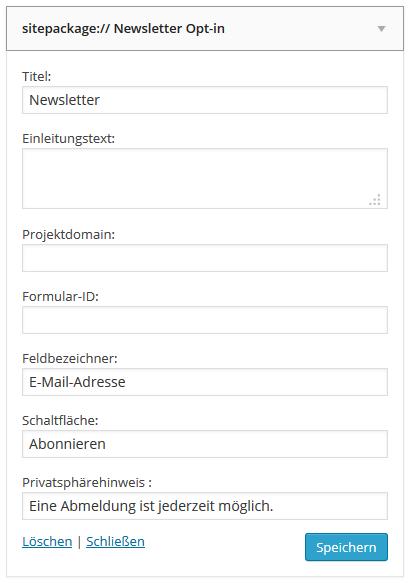 sitepackage:// Newsletter Opt-in
Titel:
Newsletter
Einleitungstext:
Projektdomain:
Formular-ID:
Feldbezeichner:
E-Mail-Adresse
Schaltfläche:
Abonnieren
Privatsphärehinweis :
Eine Abmeldung ist jederzeit möglich.
Löschen | Schließen
Speichern